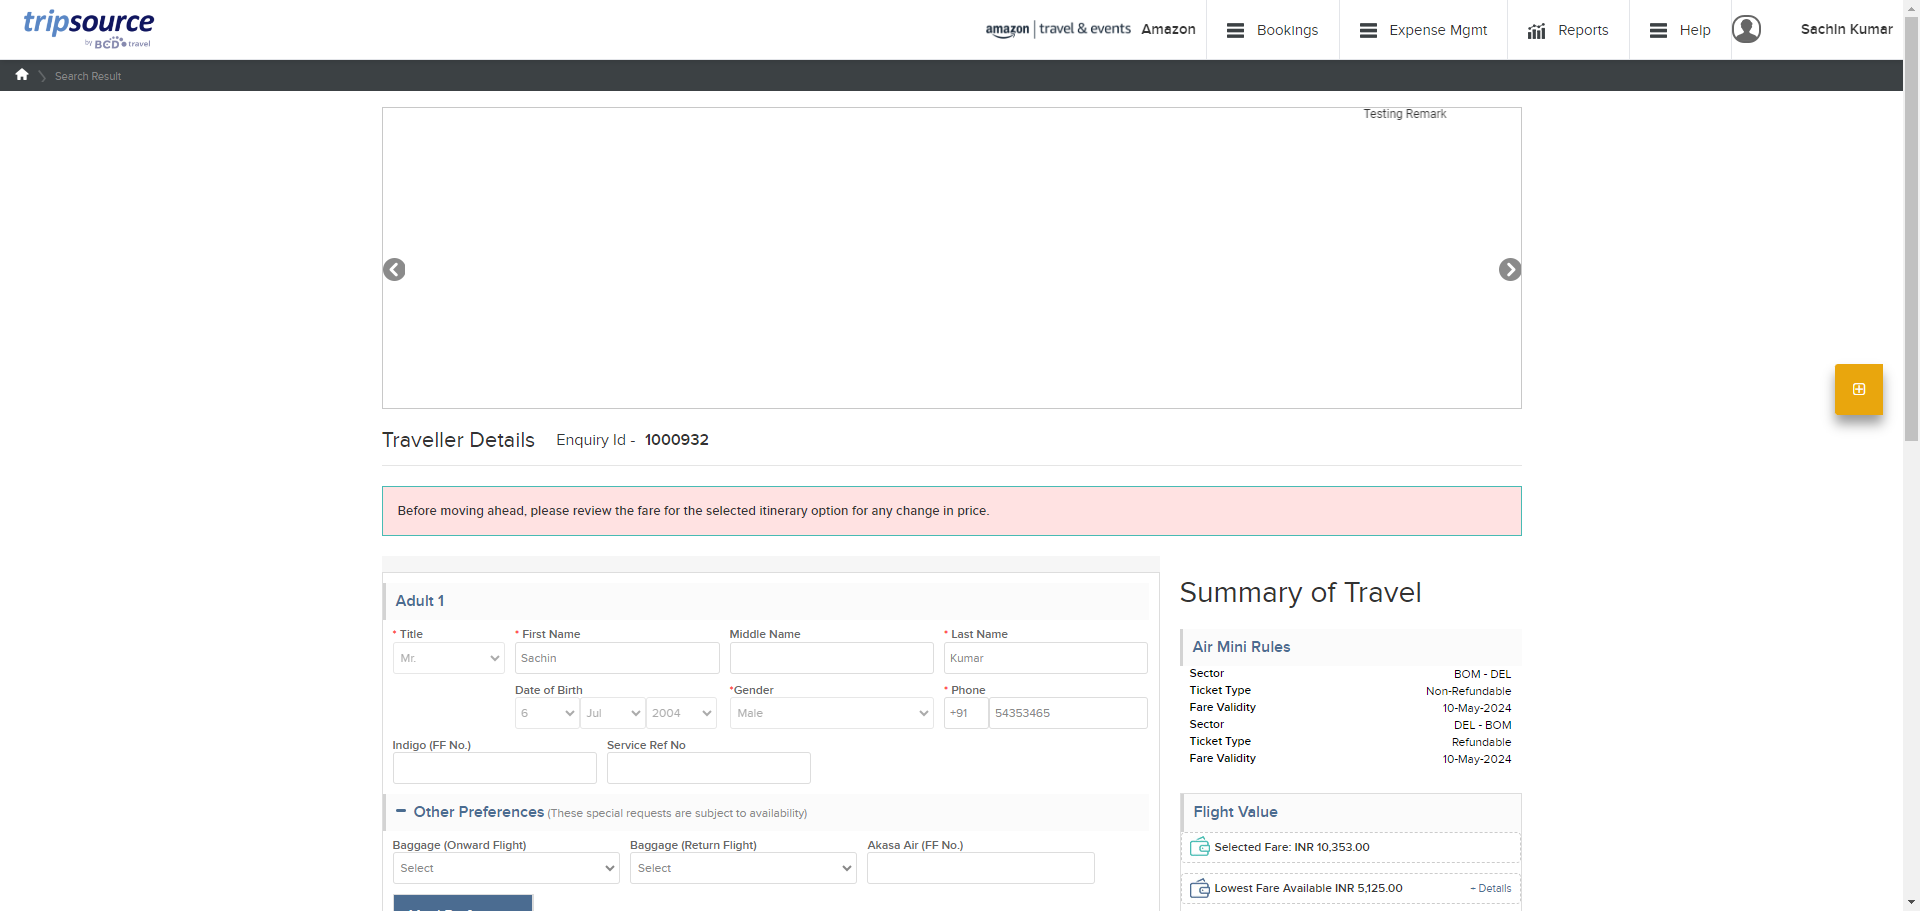 tripsource
by BCD travel
amazon | travel & events Amazon
Bookings
Expense Mgmt
Reports
Help
Sachin Kumar
Search Result
Testing Remark
Traveller Details Enquiry Id - 1000932
Before moving ahead, please review the fare for the selected itinerary option for any change in price.
Adult 1
* Title * First Name Middle Name * Last Name
Mr. Sachin Kumar
Date of Birth *Gender * Phone
6 Jul 2004 Male +91 54353465
Indigo (FF No.) Service Ref No
Other Preferences (These special requests are subject to availability)
Baggage (Onward Flight) Baggage (Return Flight) Akasa Air (FF No.)
Select Select
Summary of Travel
Air Mini Rules
Sector BOM - DEL
Ticket Type Non-Refundable
Fare Validity 10-May-2024
Sector DEL - BOM
Ticket Type Refundable
Fare Validity 10-May-2024
Flight Value
Selected Fare: INR 10,353.00
Lowest Fare Available INR 5,125.00 + Details